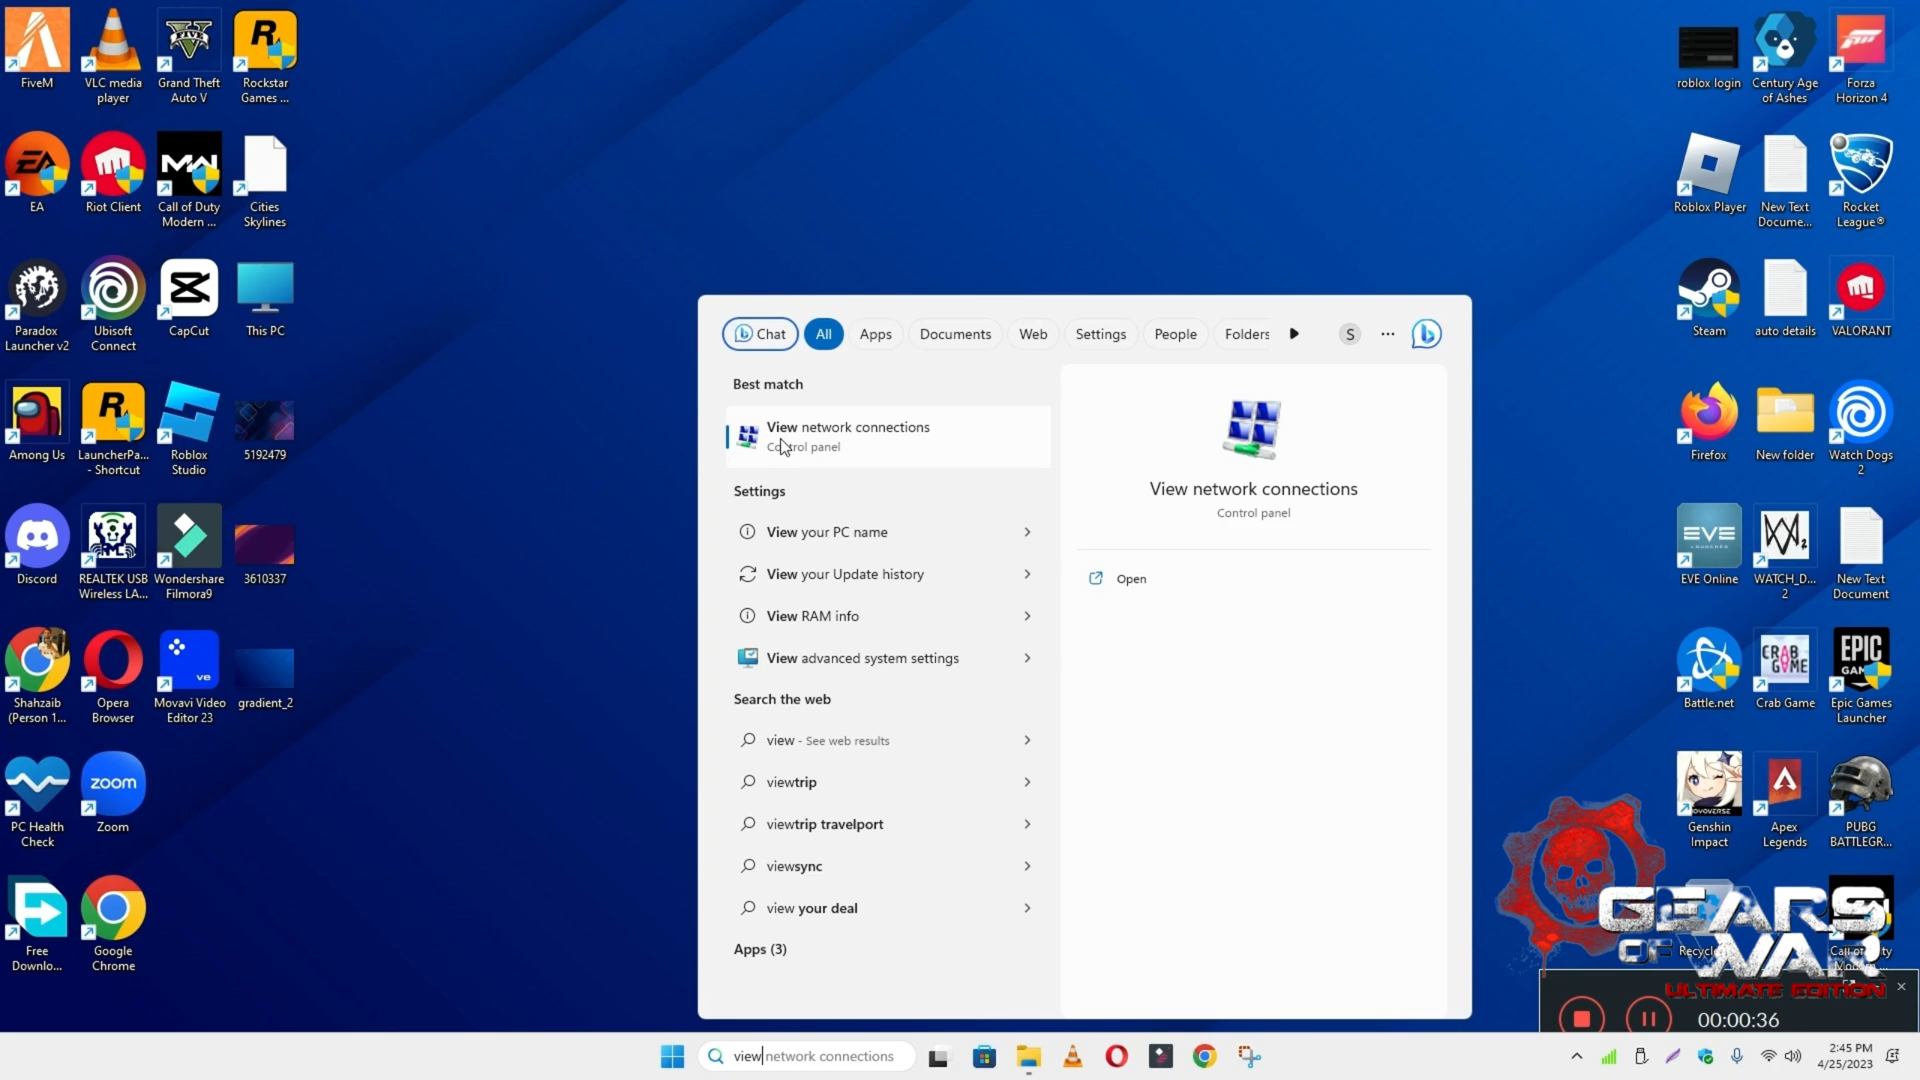 FiveM
VLC media
player
Grand Theft
Auto V
Rockstar
Games ...
EA
Riot Client
Call of Duty
Modern ...
Cities
Skylines
Paradox
Launcher v2
Ubisoft
Connect
CapCut
This PC
Among Us
LauncherPa...
- Shortcut
Roblox
Studio
5192479
Discord
REALTEK USB
Wireless LA...
Wondershare
Filmora9
3610337
Shahzaib
(Person 1...
Opera
Browser
Movavi Video
Editor 23
gradient_2
PC Health
Check
zoom
Zoom
Free
Downlo...
Google
Chrome
Chat
All
Apps
Documents
Web
Settings
People
Folders
S
Best match
View network connections
Control panel
Settings
View your PC name
View your Update history
View RAM info
View advanced system settings
Search the web
view - See web results
viewtrip
viewtrip travelport
viewsync
view your deal
Apps (3)
View network connections
Control panel
Open
roblox login
Century Age
of Ashes
Forza
Horizon 4
Roblox Player
New Text
Docume...
Rocket
League®
Steam
auto details
VALORANT
Firefox
New folder
Watch Dogs
2
EVE
EVE Online
WATCH_D...
2
New Text
Document
Battle.net
CRAB
GAME
Crab Game
EPIC
GAMES
Epic Games
Launcher
Genshin
Impact
Apex
Legends
PUBG
BATTLEGR...
GEARS
OF WAR
ULTIMATE EDITION
00:00:36
view network connections
2:45 PM
4/25/2023